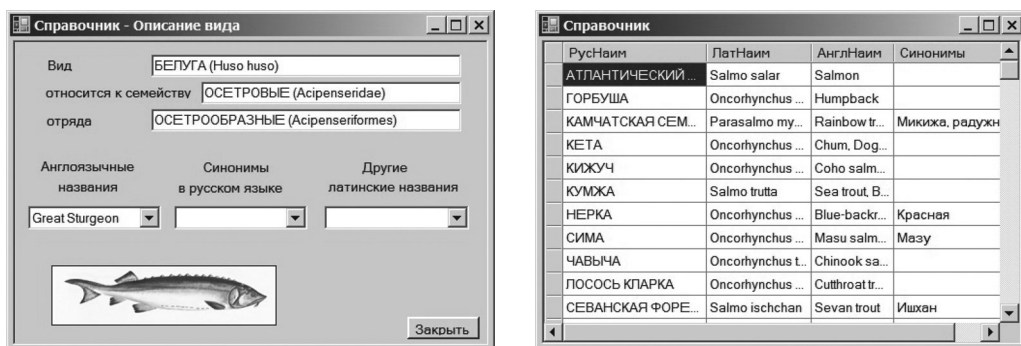 Справочник - Описание вида
Вид БЕЛУГА (Huso huso)
относится к семейству ОСЕТРОВЫЕ (Acipenseridae)
отряда ОСЕТРООБРАЗНЫЕ (Acipenseriformes)
Англоязычные названия
Синонимы в русском языке
Другие латинские названия
Great Sturgeon
Закрыть
Справочник
РусНаим ЛатНаим АнглНаим Синонимы
АТЛАНТИЧЕСКИЙ ... Salmo salar Salmon
ГОРБУША Oncorhynchus ... Humpback
КАМЧАТСКАЯ СЕМ... Parasalmo my... Rainbow tr... Микижа, радужн
КЕТА Oncorhynchus ... Chum, Dog...
КИЖУЧ Oncorhynchus ... Coho salm...
КУМЖА Salmo trutta Sea trout, B...
НЕРКА Oncorhynchus ... Blue-backr... Красная
СИМА Oncorhynchus ... Masu salm... Мазу
ЧАВЫЧА Oncorhynchus t... Chinook sa...
ЛОСОСЬ КЛАРКА Oncorhynchus ... Cutthroat tr...
СЕВАНСКАЯ ФОРЕ... Salmo ischchan Sevan trout Ишхан